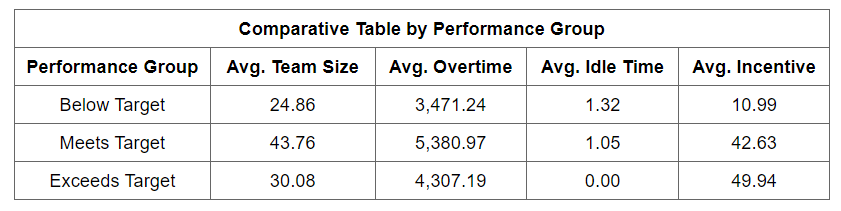 Comparative Table by Performance Group
Performance Group Avg. Team Size Avg. Overtime Avg. Idle Time Avg. Incentive
Below Target 24.86 3,471.24 1.32 10.99
Meets Target 43.76 5,380.97 1.05 42.63
Exceeds Target 30.08 4,307.19 0.00 49.94